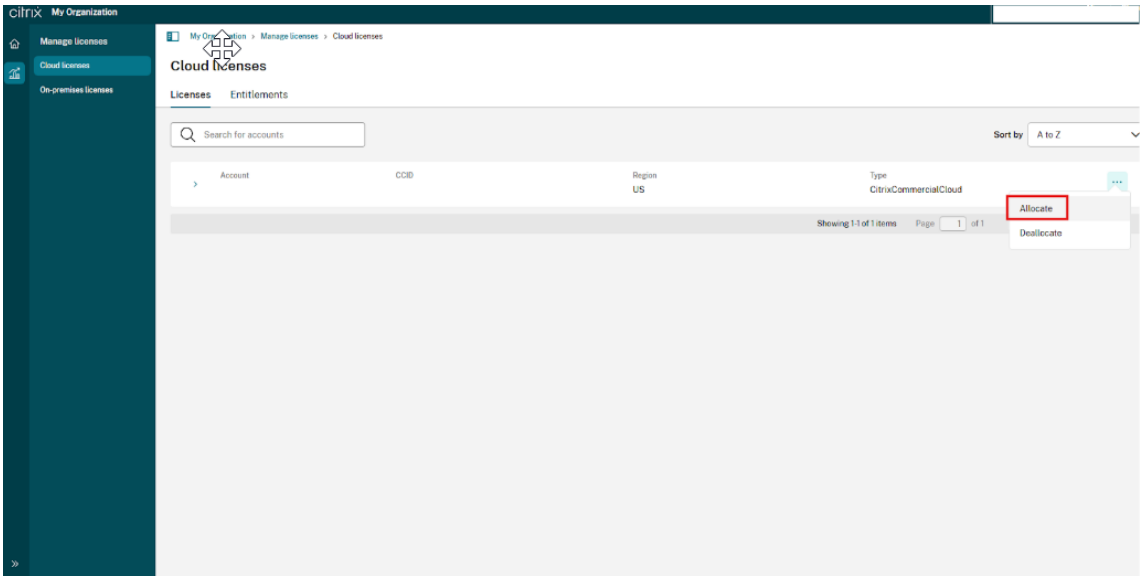 citrix My Organization
Manage licenses
Cloud licenses
On-premises licenses
My Organization > Manage licenses > Cloud licenses
Cloud licenses
Licenses Entitlements
Search for accounts
Sort by A to Z
Account CCID Region Type
US CitrixCommercialCloud
...
Allocate
Deallocate
Showing 1-1 of 1 items Page 1 of 1